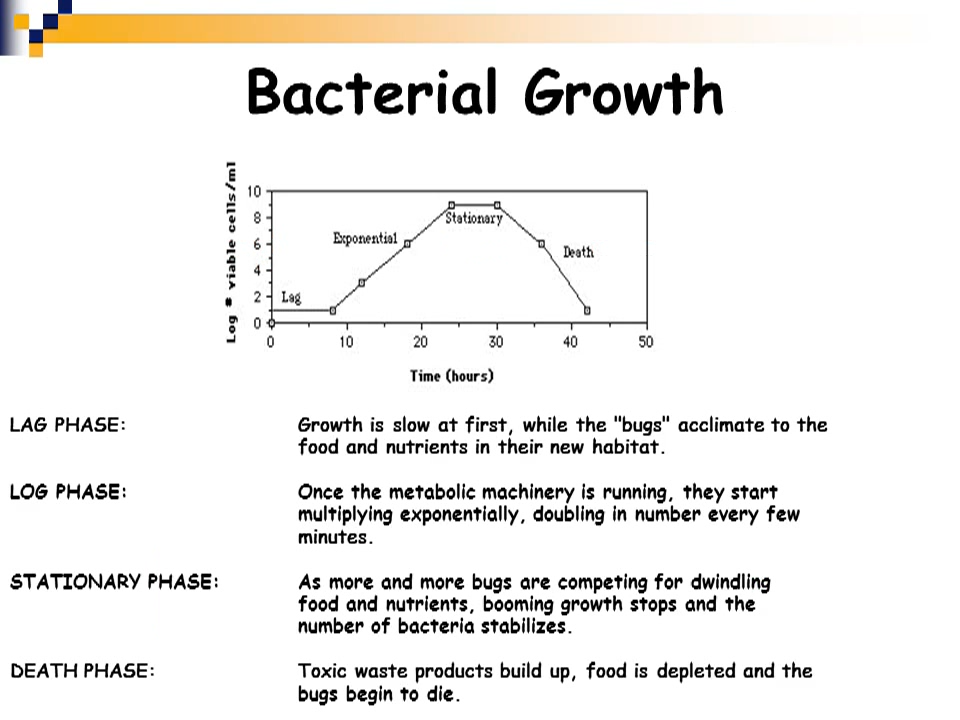 Bacterial Growth
Log # viable cells/ml
10
8
6
4
2
0
Lag
Exponential
Stationary
Death
0 10 20 30 40 50
Time (hours)
LAG PHASE: Growth is slow at first, while the "bugs" acclimate to the
food and nutrients in their new habitat.
LOG PHASE: Once the metabolic machinery is running, they start
multiplying exponentially, doubling in number every few
minutes.
STATIONARY PHASE: As more and more bugs are competing for dwindling
food and nutrients, booming growth stops and the
number of bacteria stabilizes.
DEATH PHASE: Toxic waste products build up, food is depleted and the
bugs begin to die.